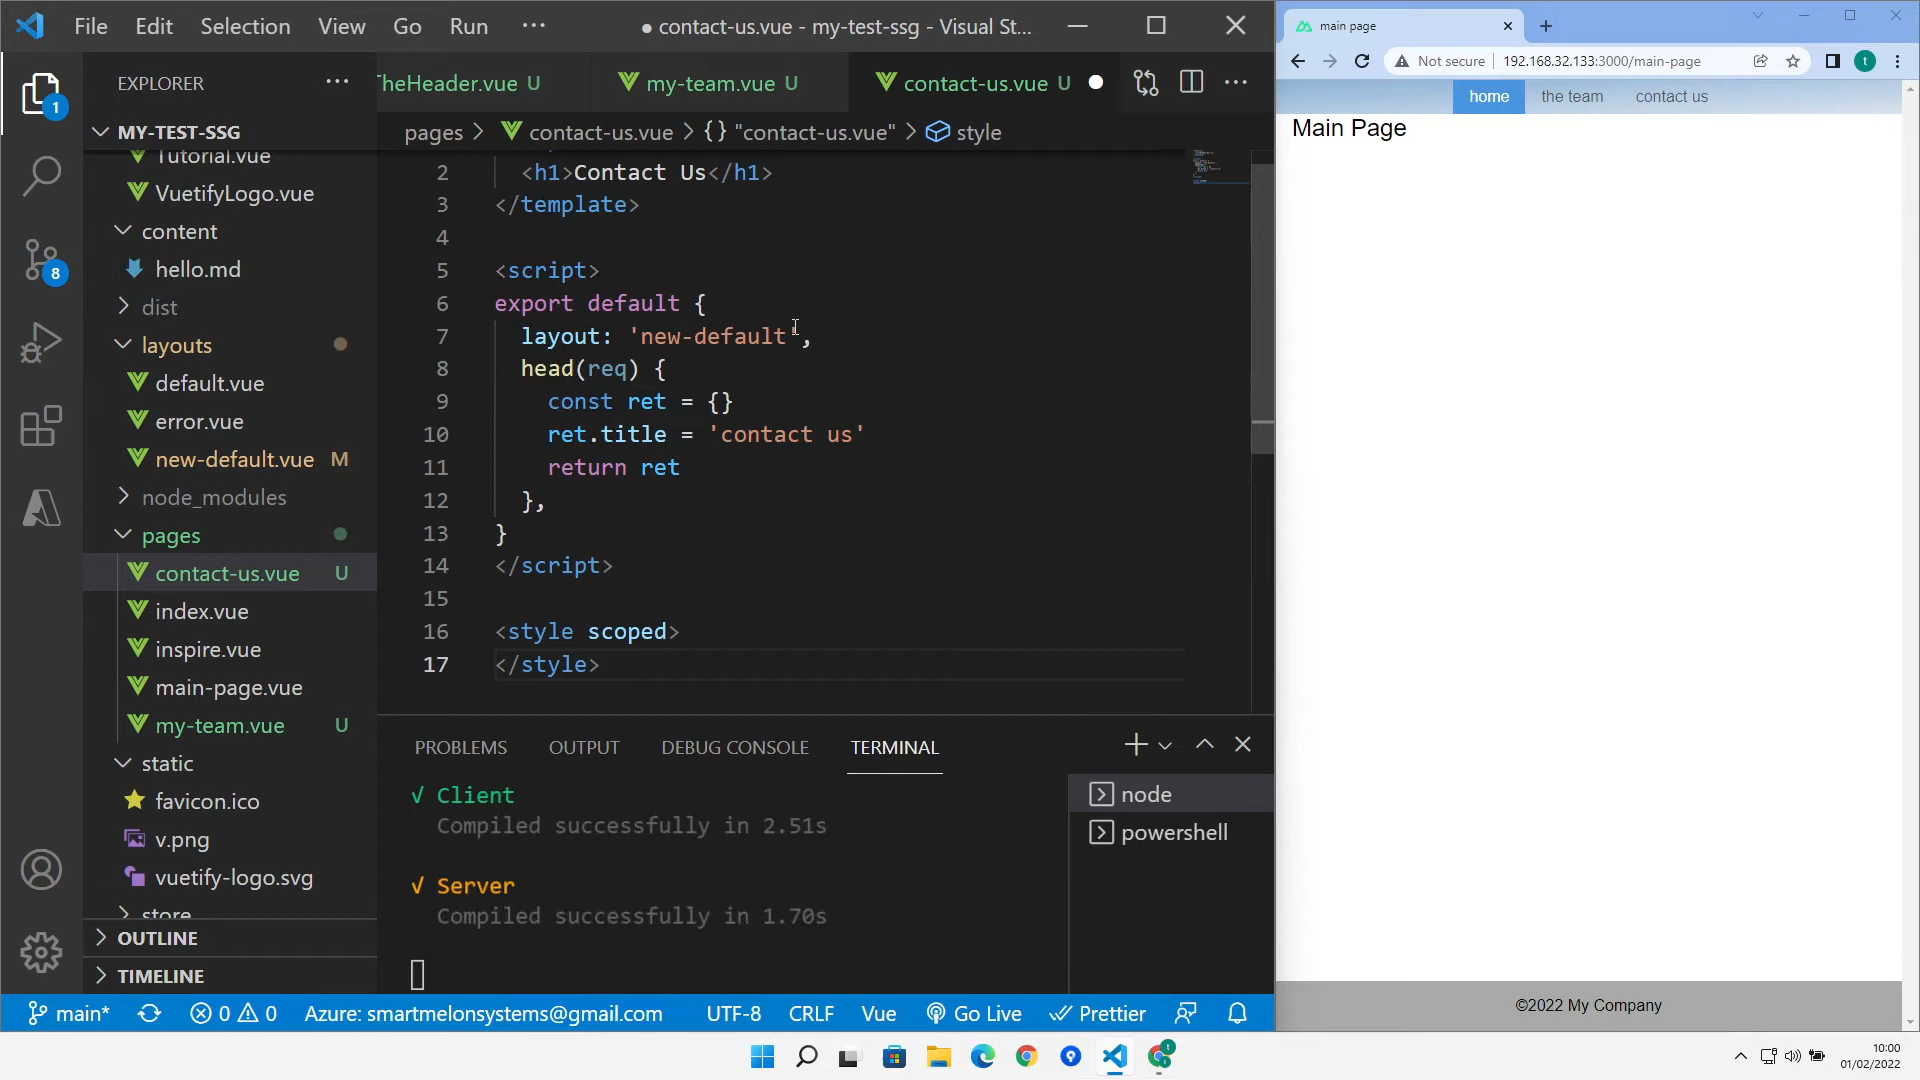 File Edit Selection View Go Run ··· ● contact-us.vue - my-test-ssg - Visual St...
EXPLORER ···
MY-TEST-SSG
Tutorial.vue
VuetifyLogo.vue
content
hello.md
dist
layouts
default.vue
error.vue
new-default.vue M
node_modules
pages
contact-us.vue U
index.vue
inspire.vue
main-page.vue
my-team.vue U
static
favicon.ico
v.png
vuetify-logo.svg
store
OUTLINE
TIMELINE
1
8
TheHeader.vue U my-team.vue U contact-us.vue U ● ···
pages > contact-us.vue > {} "contact-us.vue" > style
2 <h1>Contact Us</h1>
3 </template>
4
5 <script>
6 export default {
7 layout: 'new-default',
8 head(req) {
9 const ret = {}
10 ret.title = 'contact us'
11 return ret
12 },
13 }
14 </script>
15
16 <style scoped>
17 </style>
PROBLEMS OUTPUT DEBUG CONSOLE TERMINAL
√ Client
Compiled successfully in 2.51s
√ Server
Compiled successfully in 1.70s
node
powershell
main* 0 0 Azure: smartmelonsystems@gmail.com UTF-8 CRLF Vue Go Live Prettier
main page
Not secure 192.168.32.133:3000/main-page t
home the team contact us
Main Page
©2022 My Company
t
10:00
01/02/2022